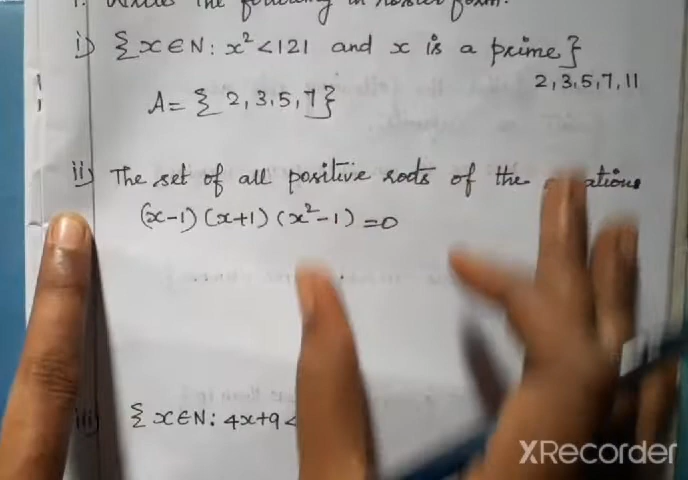 i) {x∈N: x² <121 and x is a prime}
2,3,5,7,11
A= {2,3,5,7}
ii) The set of all positive roots of the
(x-1) (x+1) (x²-1) =0
iii) {x∈N: 4x+9<
XRecorder